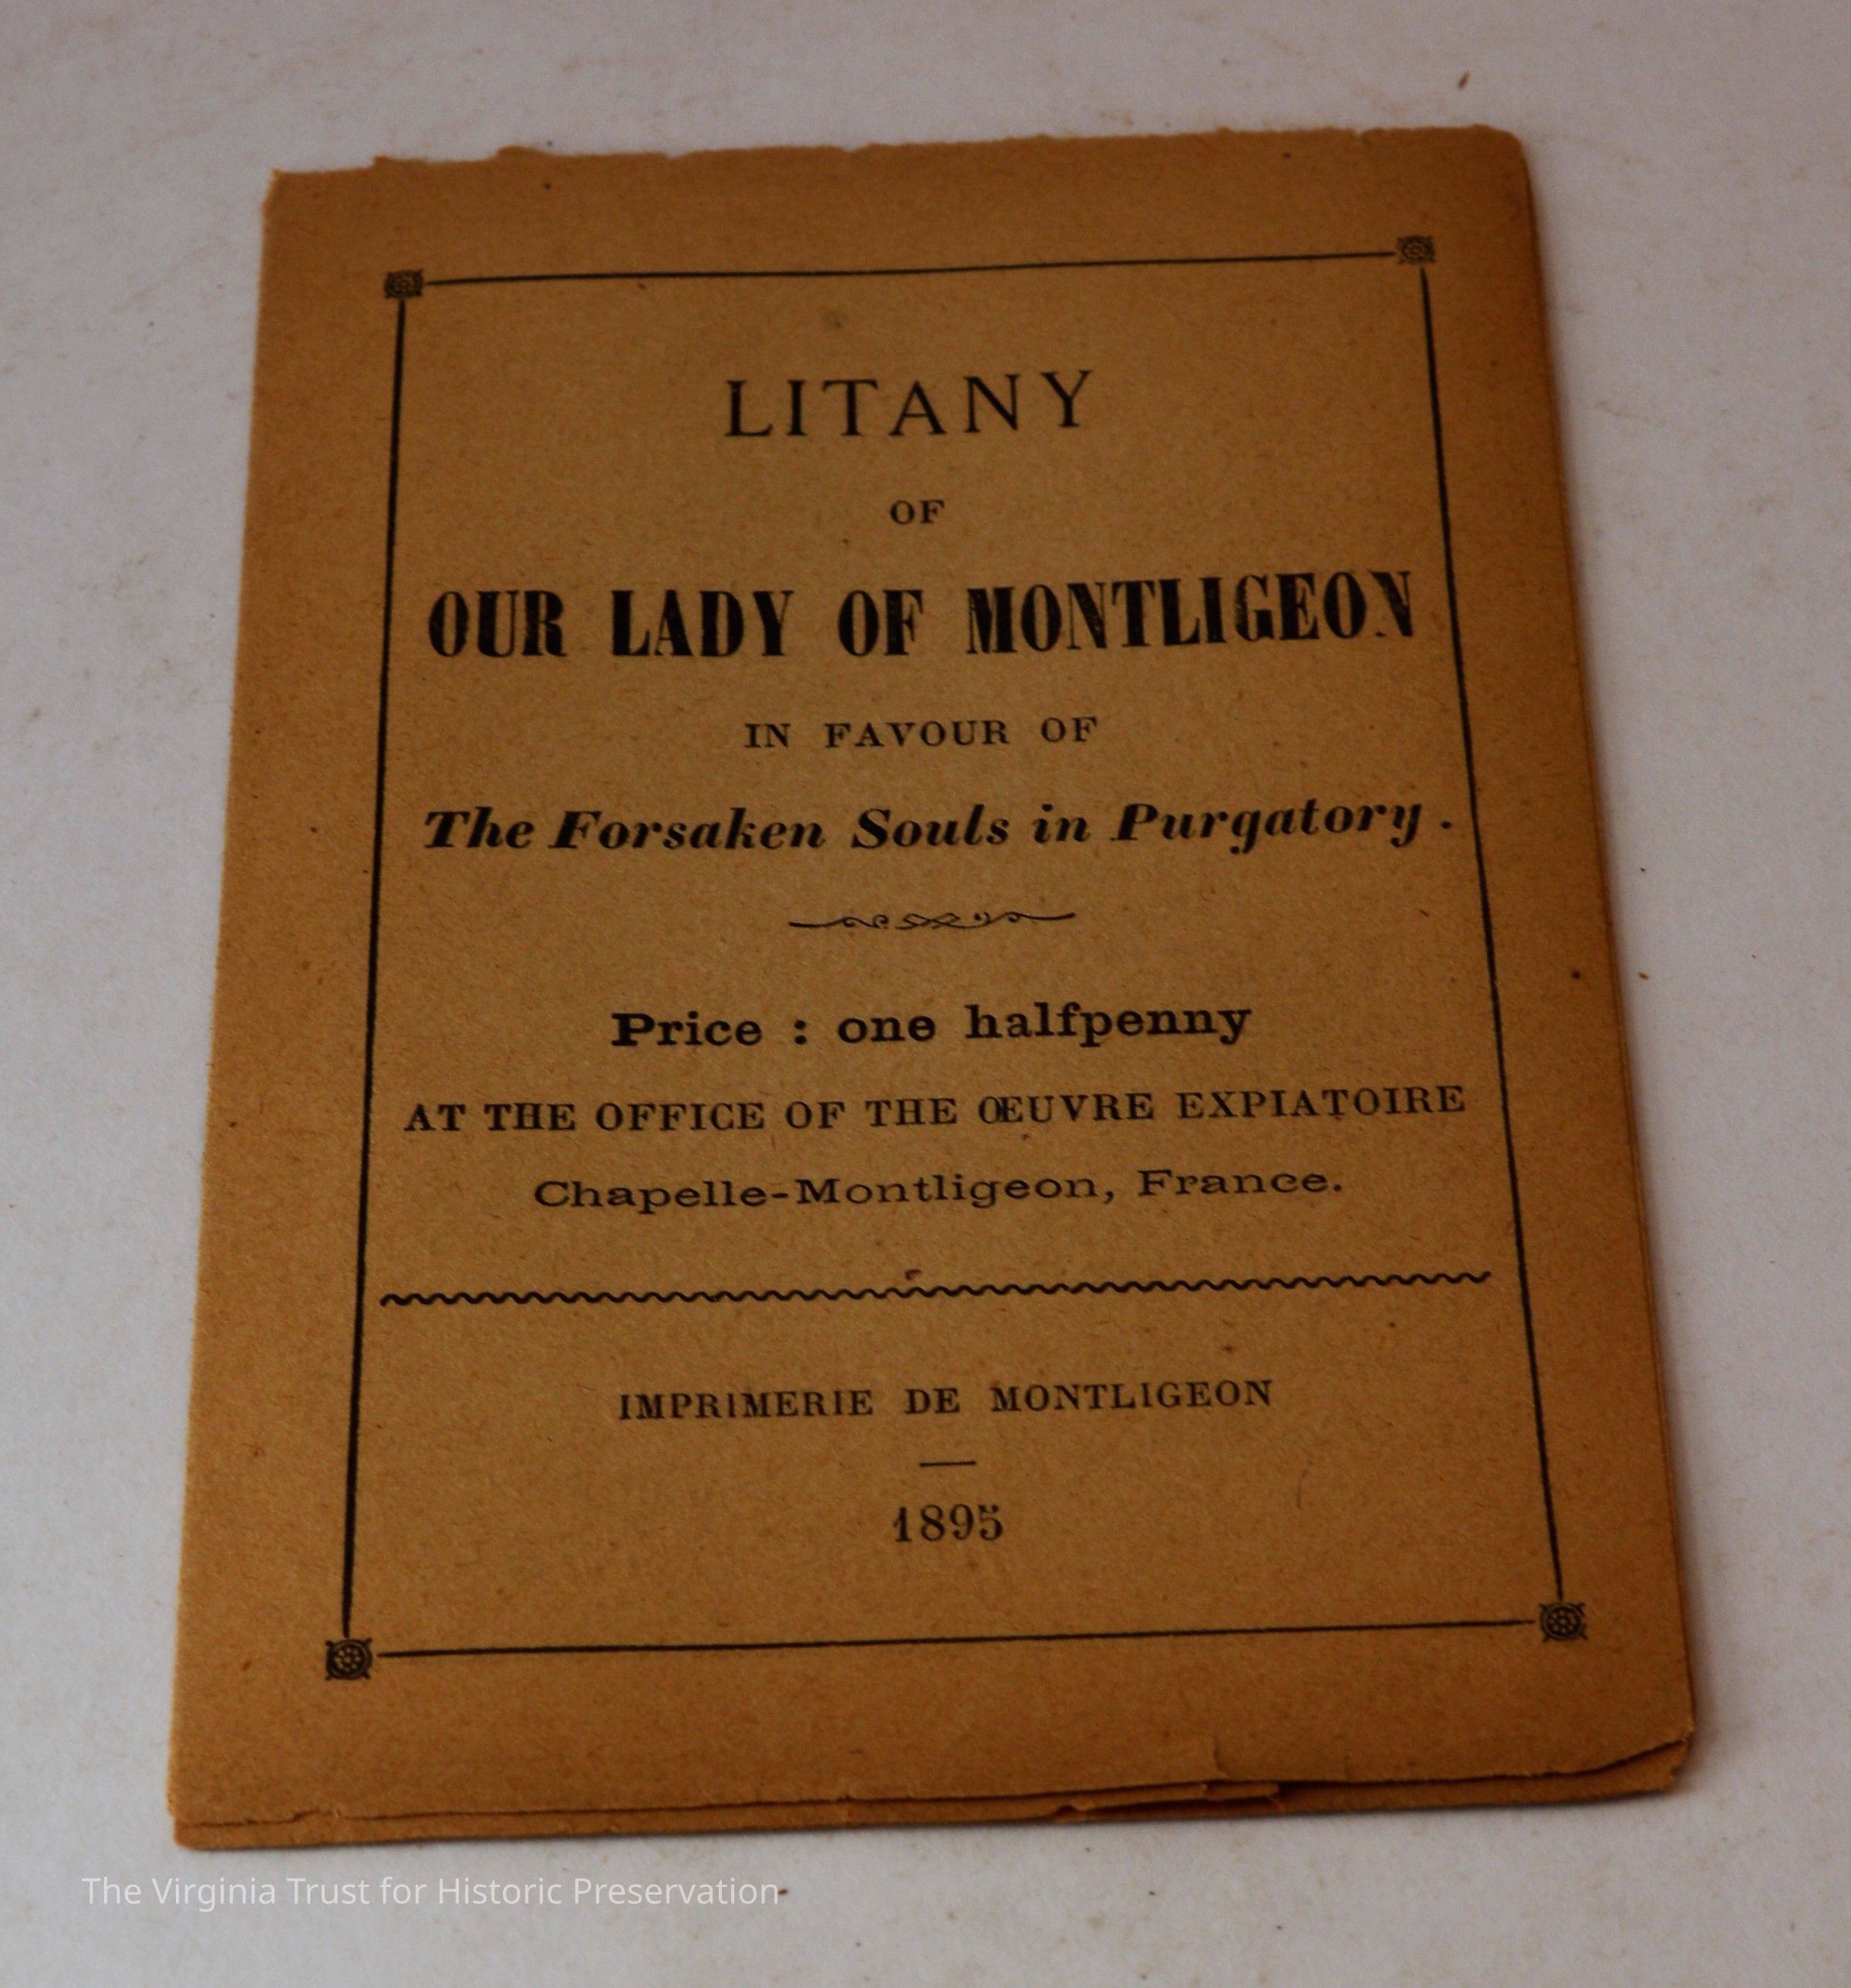 LITANY
OF
OUR LADY OF MONTLIGEON
IN FAVOUR OF
The Forsaken Souls in Purgatory.
Price : one halfpenny
AT THE OFFICE OF THE ŒUVRE EXPIATOIRE
Chapelle-Montligeon, France.
IMPRIMERIE DE MONTLIGEON
1895
The Virginia Trust for Historic Preservation